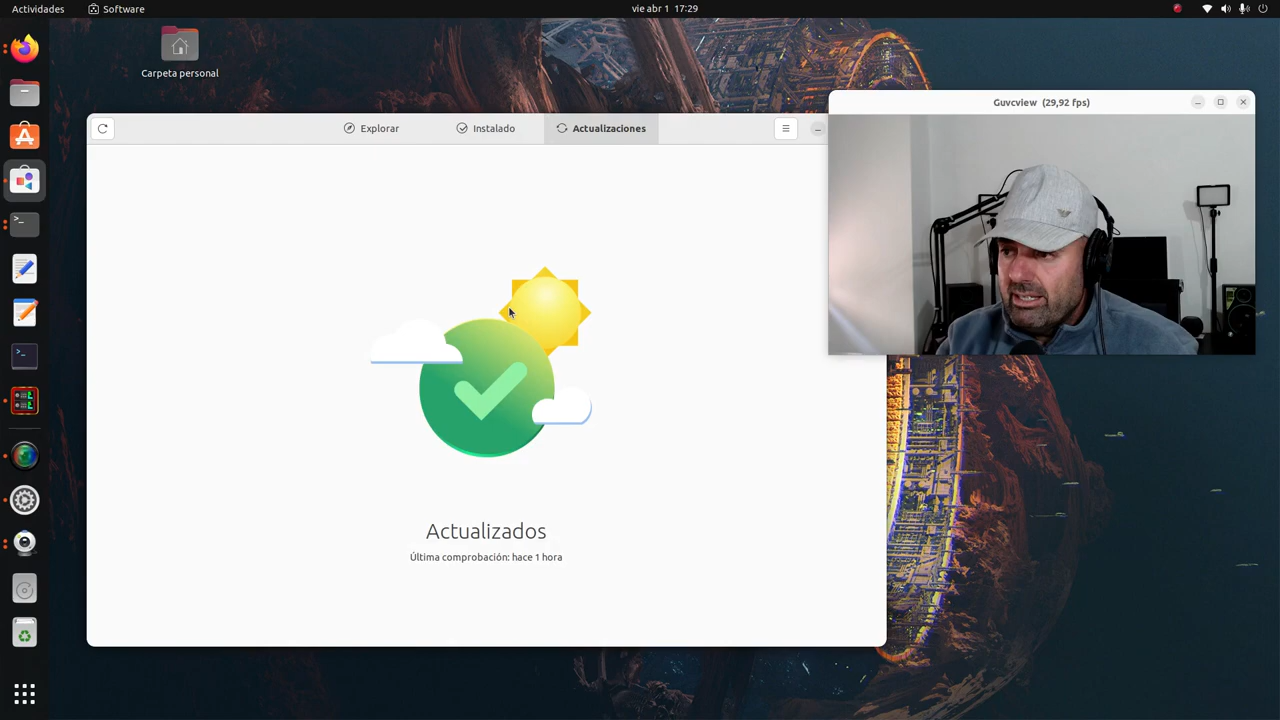 Actividades
Software
vie abr 1 17:29
Carpeta personal
Explorar
Instalado
Actualizaciones
Guvcview (29,92 fps)
Actualizados
Última comprobación: hace 1 hora